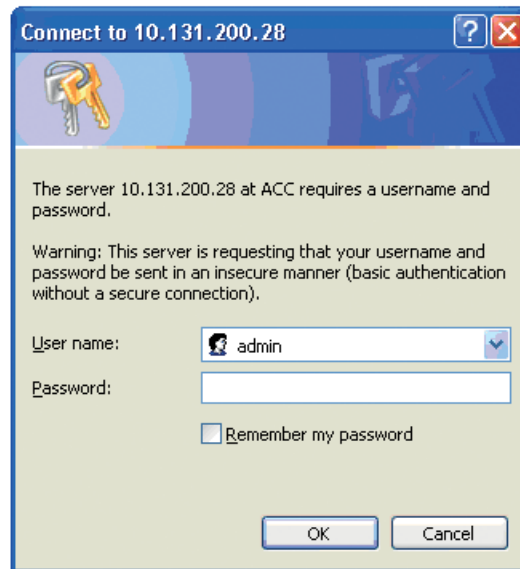 Connect to 10.131.200.28
?
The server 10.131.200.28 at ACC requires a username and
password.
Warning: This server is requesting that your username and
password be sent in an insecure manner (basic authentication
without a secure connection).
User name:
admin
Password:
Remember my password
OK
Cancel